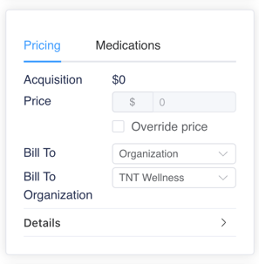 Pricing Medications
Acquisition $0
Price $ 0
Override price
Bill To Organization
Bill To TNT Wellness
Organization
Details